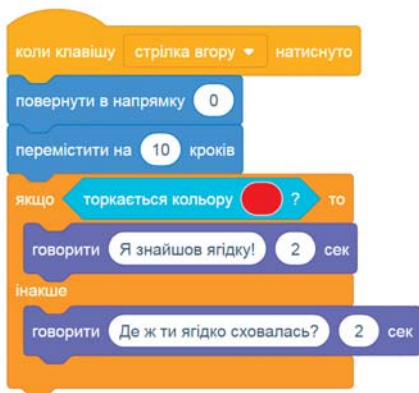 коли клавішу стрілка вгору натиснуто
повернути в напрямку 0
перемістити на 10 кроків
якщо торкається кольору ? то
говорити Я знайшов ягідку! 2 сек
інакше
говорити Де ж ти ягідко сховалась? 2 сек